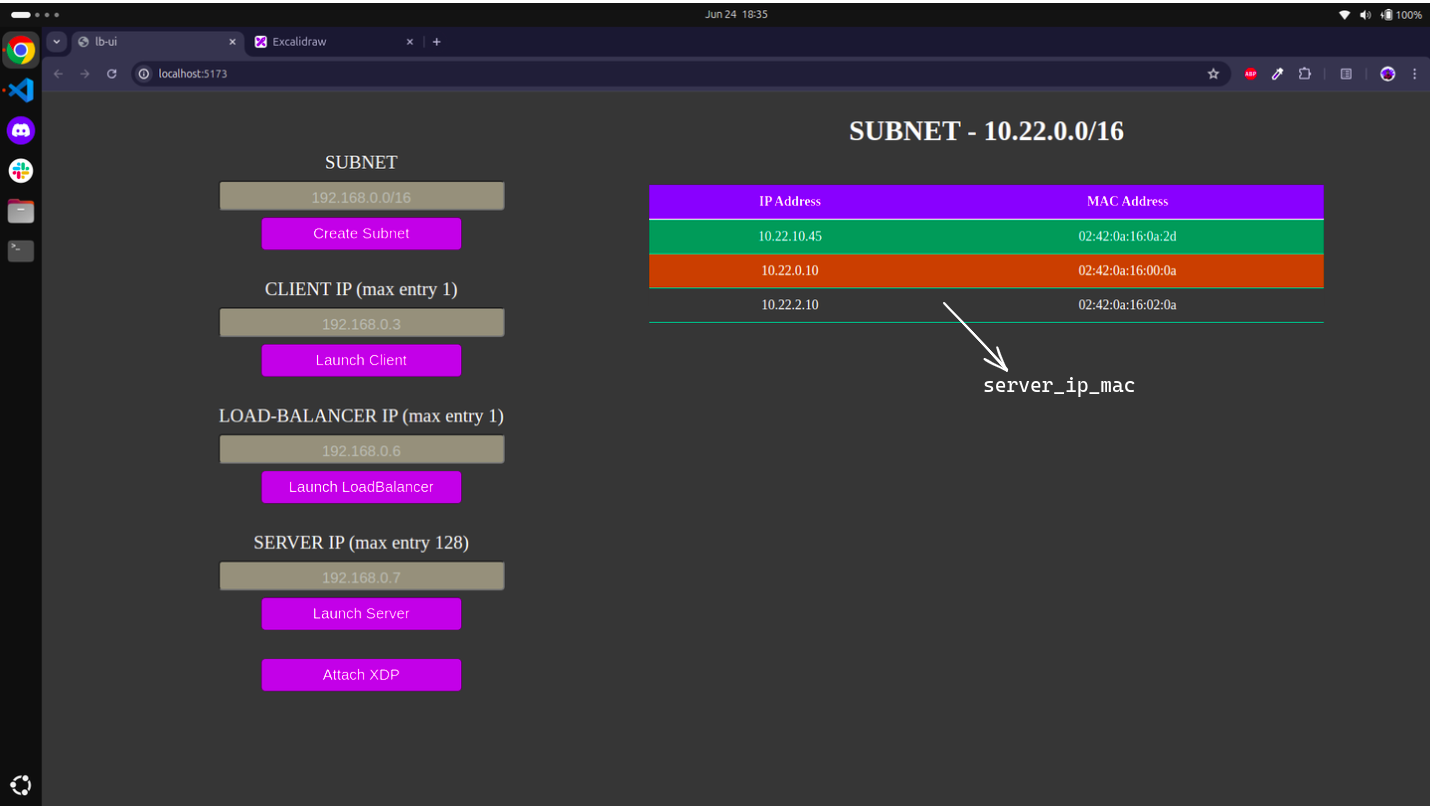 Jun 24 18:35
100%
lb-ui
Excalidraw
localhost:5173
ABP
SUBNET - 10.22.0.0/16
SUBNET
192.168.0.0/16
Create Subnet
CLIENT IP (max entry 1)
192.168.0.3
Launch Client
LOAD-BALANCER IP (max entry 1)
192.168.0.6
Launch LoadBalancer
SERVER IP (max entry 128)
192.168.0.7
Launch Server
Attach XDP
IP Address MAC Address
10.22.10.45 02:42:0a:16:0a:2d
10.22.0.10 02:42:0a:16:00:0a
10.22.2.10 02:42:0a:16:02:0a
server_ip_mac